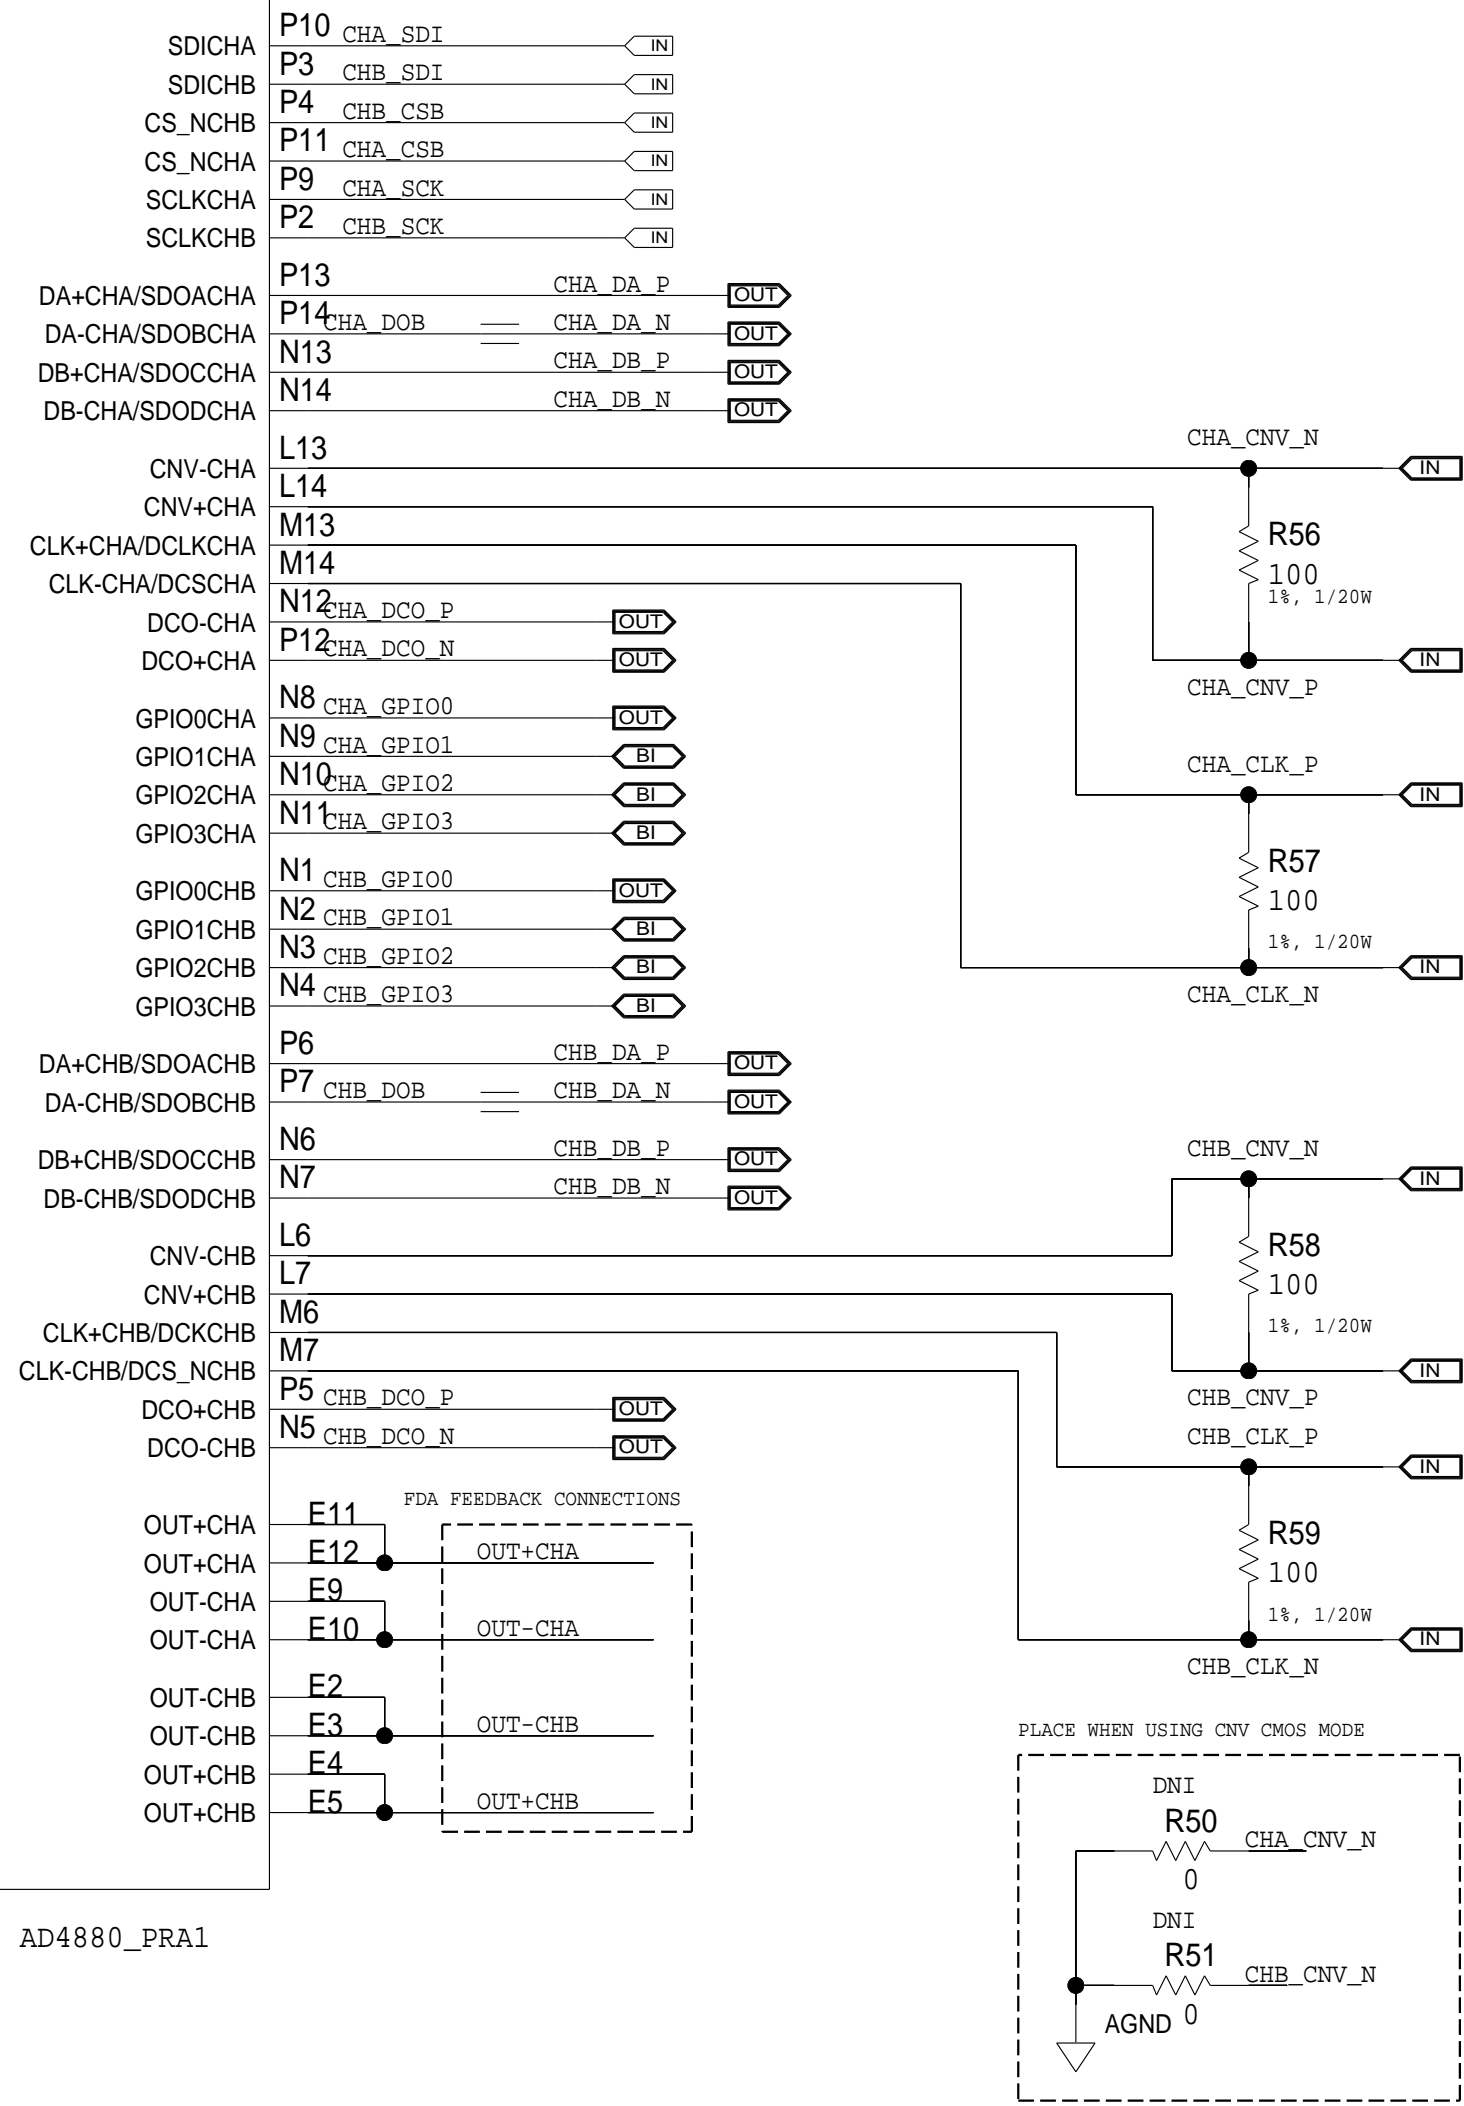 SDICHA P10 CHA_SDI IN
SDICHB P3 CHB_SDI IN
CS_NCHB P4 CHB_CSB IN
CS_NCHA P11 CHA_CSB IN
SCLKCHA P9 CHA_SCK IN
SCLKCHB P2 CHB_SCK IN
DA+CHA/SDOACHA P13 CHA_DA_P OUT
DA-CHA/SDOBCHA P14 CHA_DOB CHA_DA_N OUT
DB+CHA/SDOCCHA N13 CHA_DB_P OUT
DB-CHA/SDODCHA N14 CHA_DB_N OUT
CHA_CNV_N
CNV-CHA L13 IN
CNV+CHA L14
R56
CLK+CHA/DCLKCHA M13
100
CLK-CHA/DCSCHA M14
1%, 1/20W
DCO-CHA N12 CHA_DCO_P OUT
DCO+CHA P12 CHA_DCO_N OUT IN
CHA_CNV_P
GPIO0CHA N8 CHA_GPIO0 OUT
GPIO1CHA N9 CHA_GPIO1 BI
CHA_CLK_P
GPIO2CHA N10 CHA_GPIO2 BI IN
GPIO3CHA N11 CHA_GPIO3 BI
R57
GPIO0CHB N1 CHB_GPIO0 OUT
100
GPIO1CHB N2 CHB_GPIO1 BI
1%, 1/20W
GPIO2CHB N3 CHB_GPIO2 BI IN
CHA_CLK_N
GPIO3CHB N4 CHB_GPIO3 BI
DA+CHB/SDOACHB P6 CHB_DA_P OUT
DA-CHB/SDOBCHB P7 CHB_DOB CHB_DA_N OUT
CHB_CNV_N
DB+CHB/SDOCCHB N6 CHB_DB_P OUT
IN
DB-CHB/SDODCHB N7 CHB_DB_N OUT
CNV-CHB L6
R58
CNV+CHB L7
100
CLK+CHB/DCKCHB M6
1%, 1/20W
CLK-CHB/DCS_NCHB M7 IN
CHB_CNV_P
DCO+CHB P5 CHB_DCO_P OUT
CHB_CLK_P
DCO-CHB N5 CHB_DCO_N OUT
IN
FDA FEEDBACK CONNECTIONS
OUT+CHA E11
R59
OUT+CHA E12 OUT+CHA
100
OUT-CHA E9
1%, 1/20W
OUT-CHA E10 OUT-CHA IN
CHB_CLK_N
OUT-CHB E2
OUT-CHB E3 OUT-CHB
PLACE WHEN USING CNV CMOS MODE
OUT+CHB E4
OUT+CHB E5 OUT+CHB
DNI
R50
CHA_CNV_N
0
DNI
AD4880_PRA1
R51
CHB_CNV_N
0
AGND